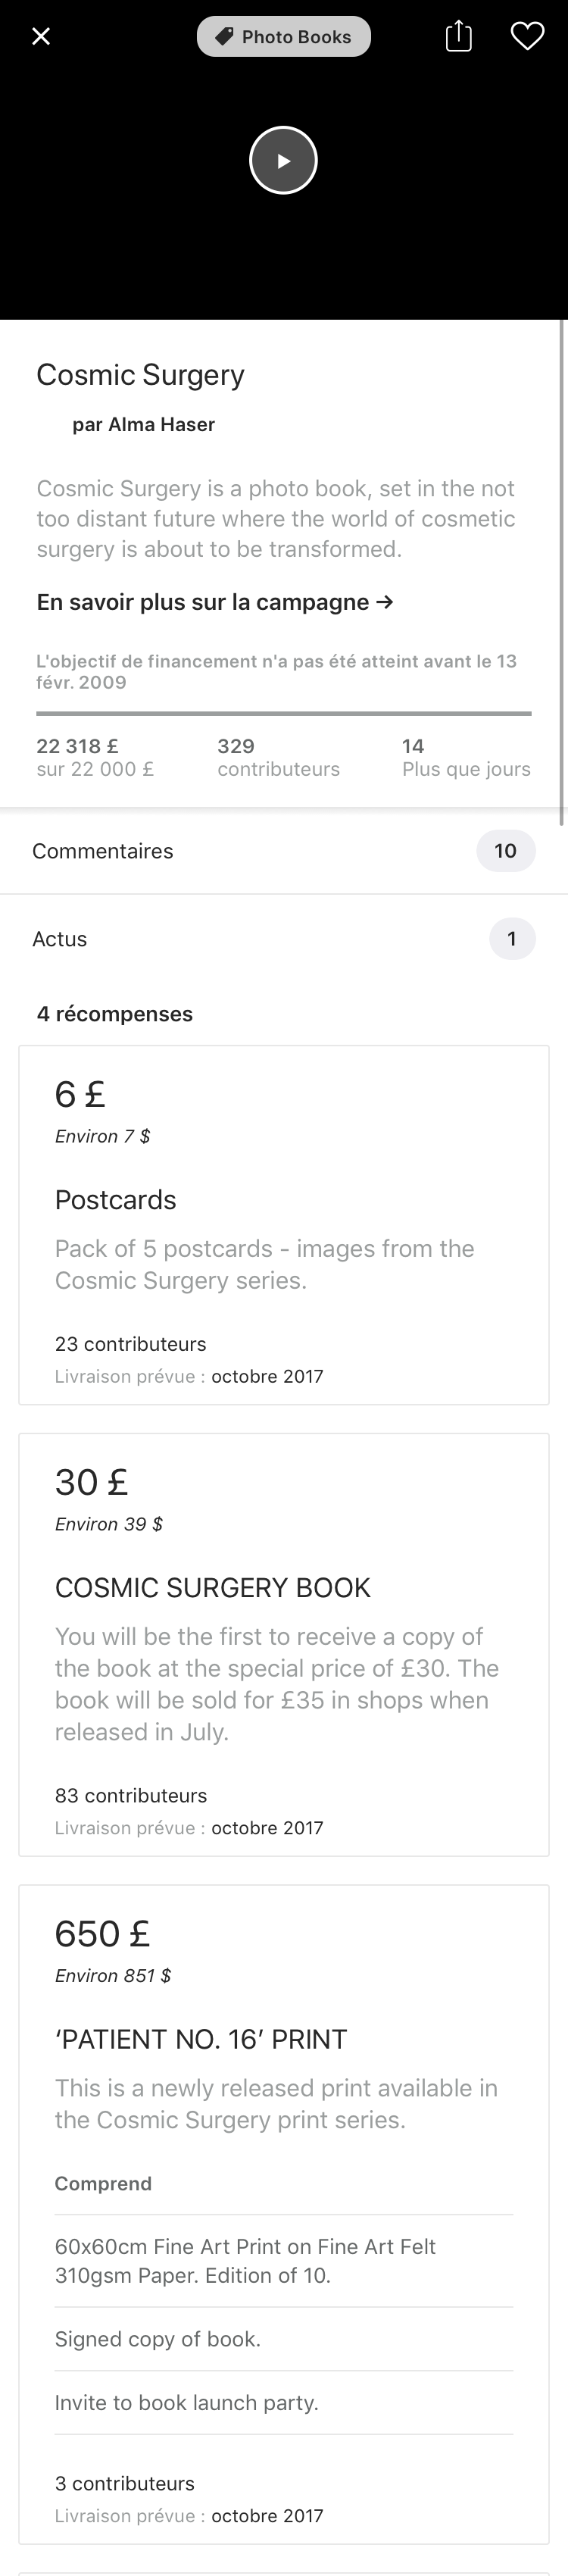 Photo Books
Cosmic Surgery
par Alma Haser
Cosmic Surgery is a photo book, set in the not
too distant future where the world of cosmetic
surgery is about to be transformed.
En savoir plus sur la campagne →
L'objectif de financement n'a pas été atteint avant le 13
févr. 2009
22 318 £
sur 22 000 £
329
contributeurs
14
Plus que jours
Commentaires
10
Actus
1
4 récompenses
6 £
Environ 7 $
Postcards
Pack of 5 postcards - images from the
Cosmic Surgery series.
23 contributeurs
Livraison prévue : octobre 2017
30 £
Environ 39 $
COSMIC SURGERY BOOK
You will be the first to receive a copy of
the book at the special price of £30. The
book will be sold for £35 in shops when
released in July.
83 contributeurs
Livraison prévue : octobre 2017
650 £
Environ 851 $
‘PATIENT NO. 16’ PRINT
This is a newly released print available in
the Cosmic Surgery print series.
Comprend
60x60cm Fine Art Print on Fine Art Felt
310gsm Paper. Edition of 10.
Signed copy of book.
Invite to book launch party.
3 contributeurs
Livraison prévue : octobre 2017